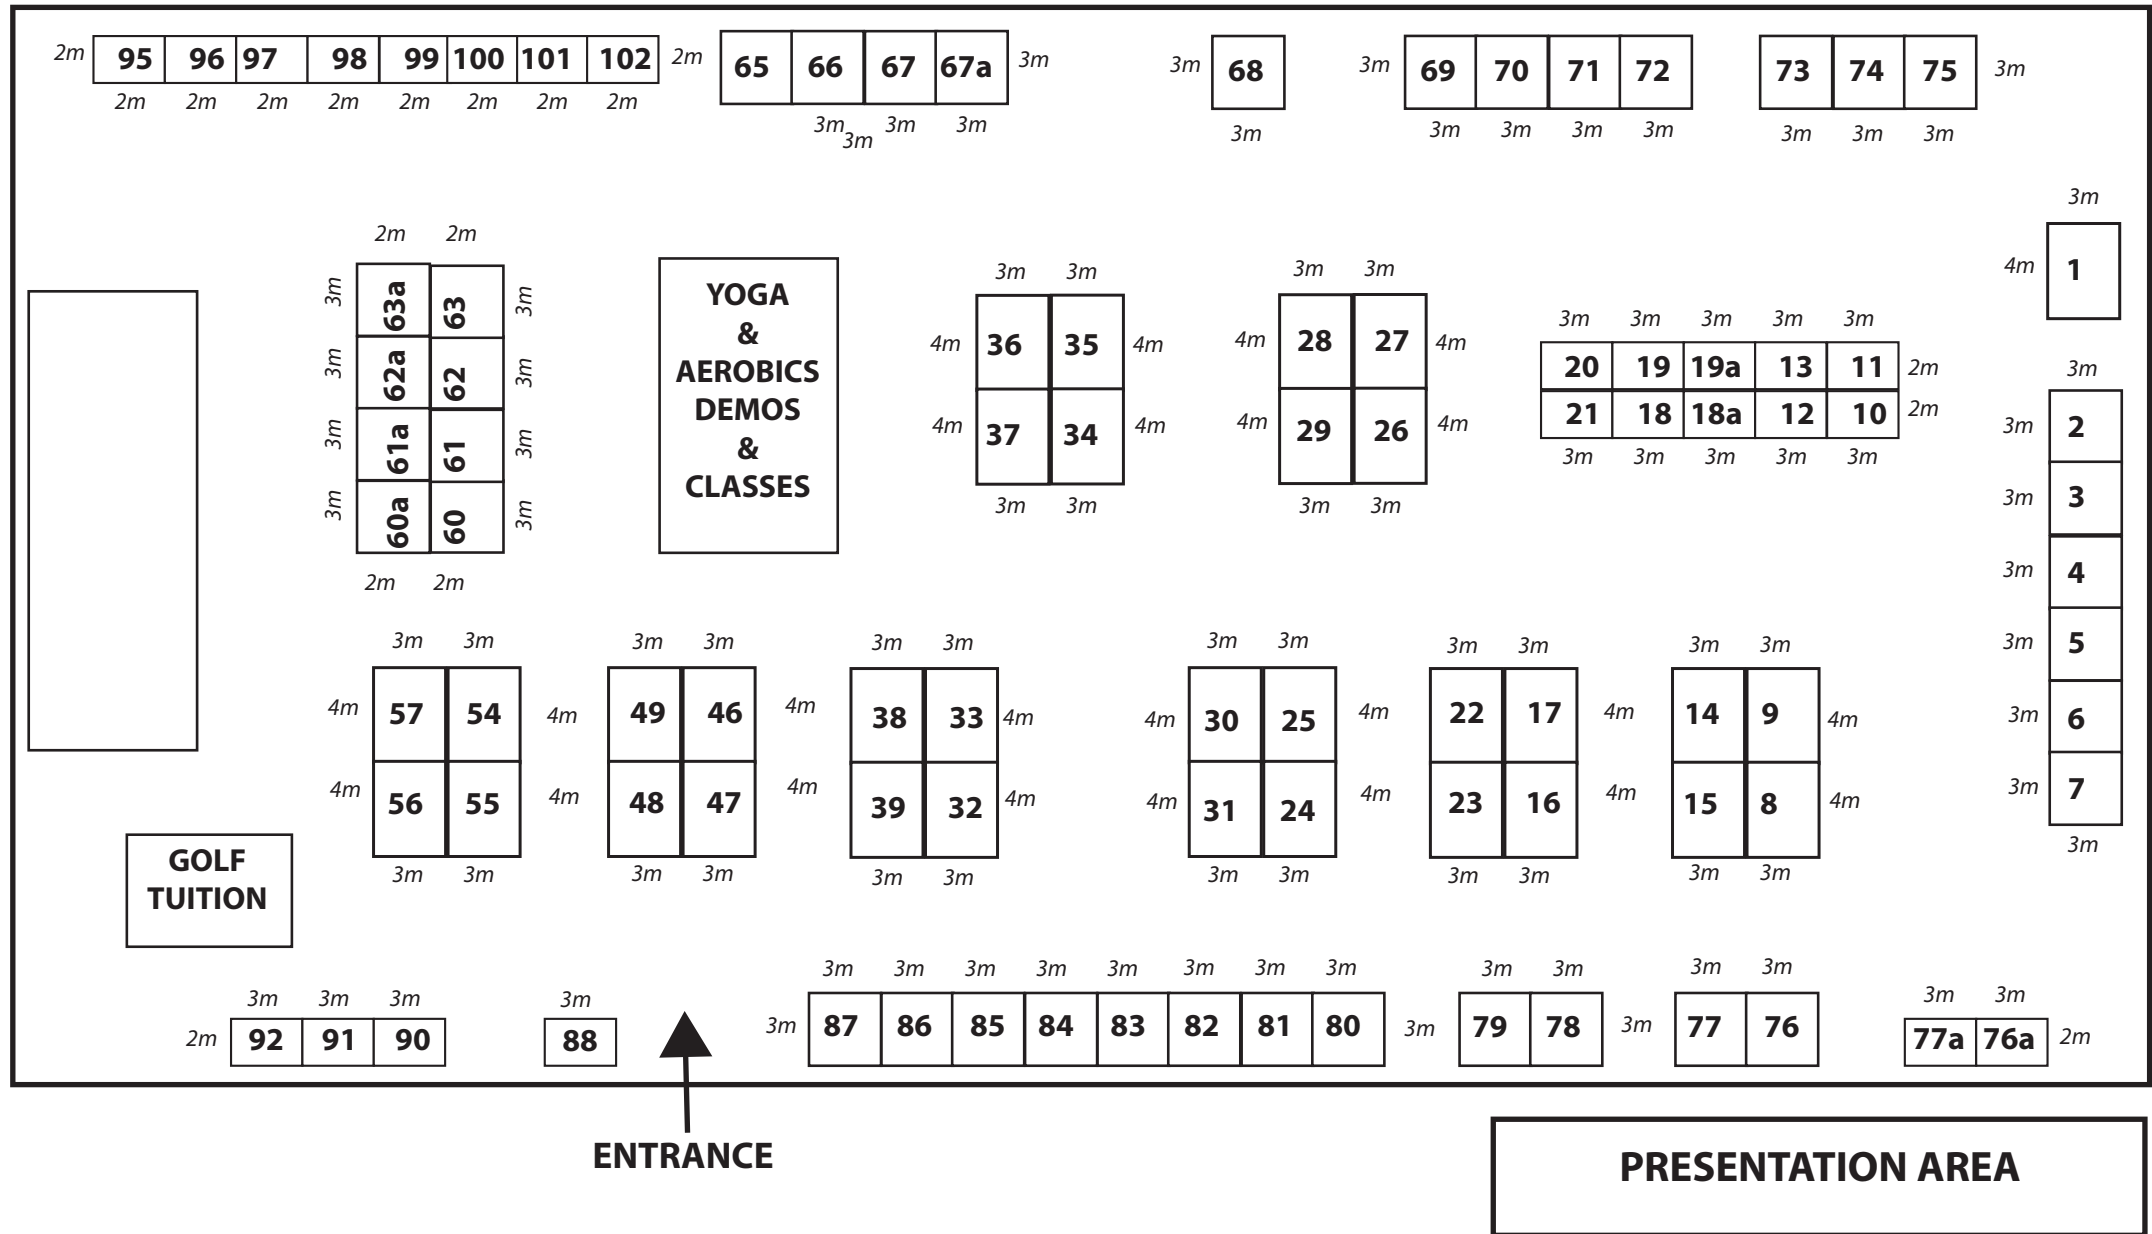 2m 95 96 97 98 99 100 101 102 2m 65 66 67 67a 3m 3m 68 3m 69 70 71 72 73 74 75 3m
2m 2m 2m 2m 2m 2m 2m 2m 3m 3m 3m 3m 3m 3m 3m 3m 3m 3m 3m 3m
3m
4m 1
2m 2m
3m 63a 63 3m
3m 62a 62 3m
3m 61a 61 3m
3m 60a 60 3m
2m 2m
YOGA
&
AEROBICS
DEMOS
&
CLASSES
3m 3m
4m 36 35 4m
4m 37 34 4m
3m 3m
3m 3m
4m 28 27 4m
4m 29 26 4m
3m 3m
3m 3m 3m 3m 3m
20 19 19a 13 11 2m
21 18 18a 12 10 2m
3m 3m 3m 3m 3m
3m
3m 2
3m 3
3m 4
3m 5
3m 6
3m 7
3m
3m 3m 3m 3m 3m 3m 3m 3m 3m 3m 3m 3m
4m 57 54 4m 49 46 4m 38 33 4m 4m 30 25 4m 22 17 4m 14 9 4m
4m 56 55 4m 48 47 4m 39 32 4m 4m 31 24 4m 23 16 4m 15 8 4m
3m 3m 3m 3m 3m 3m 3m 3m 3m 3m 3m 3m
GOLF
TUITION
3m 3m 3m 3m 3m 3m 3m 3m 3m 3m 3m 3m 3m 3m 3m 3m 3m 3m
2m 92 91 90 88 3m 87 86 85 84 83 82 81 80 3m 79 78 3m 77 76 77a 76a 2m
ENTRANCE
PRESENTATION AREA